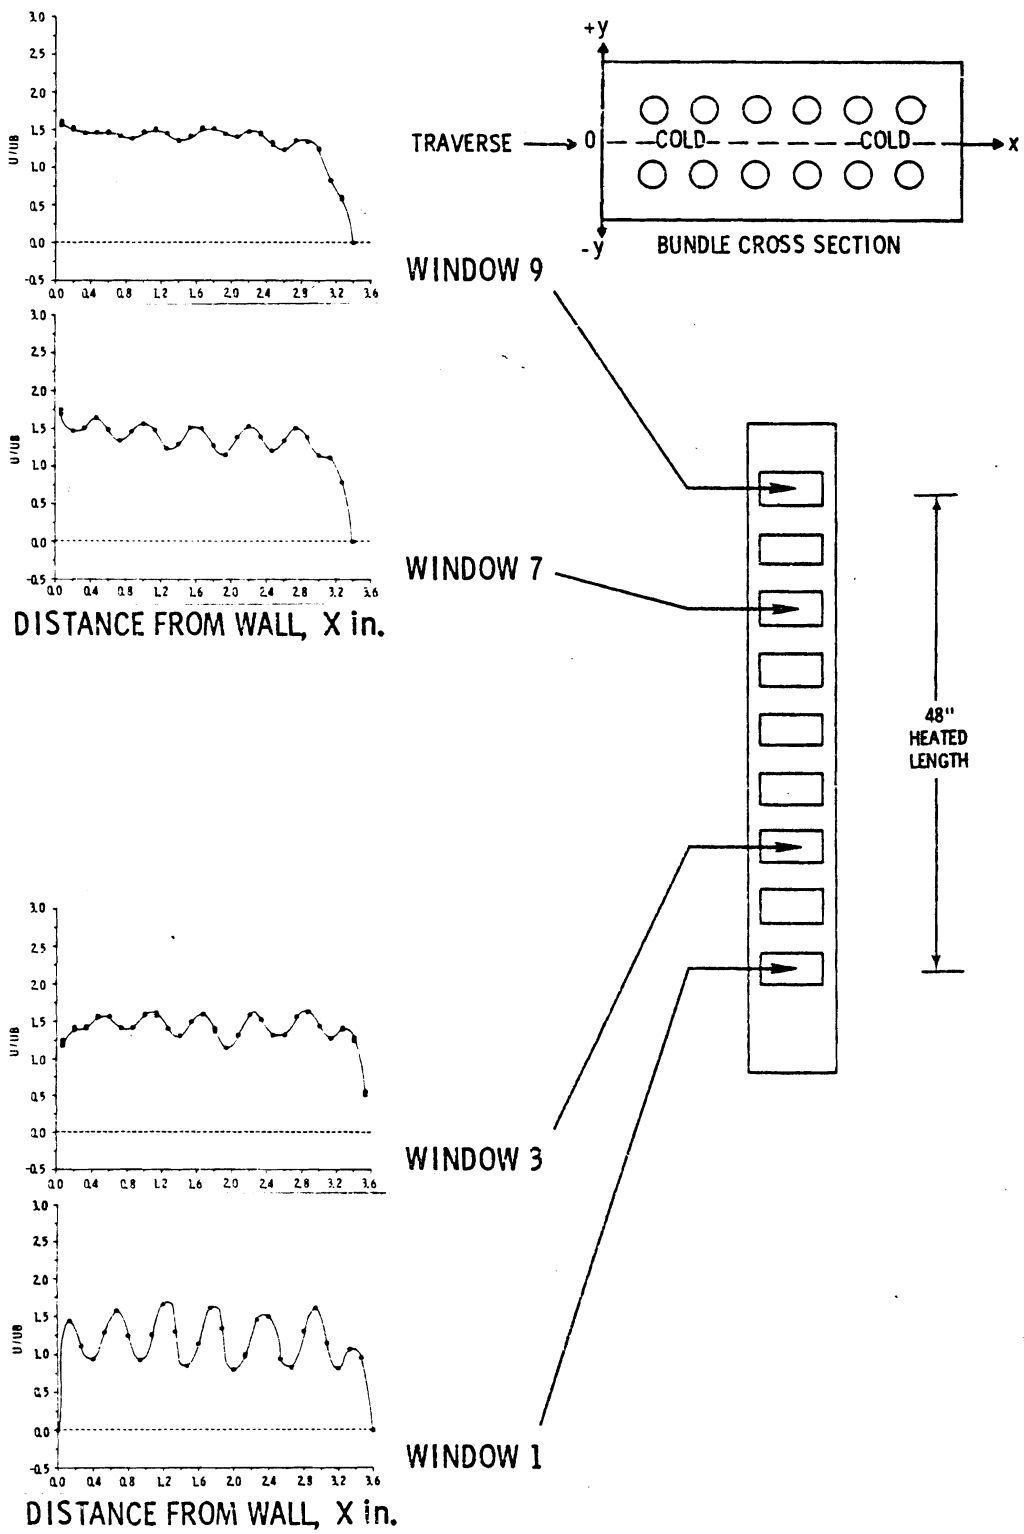 3.0
2.5
2.0
1.5
1.0
0.5
0.0
-0.5
U/UB
0.0 0.4 0.8 1.2 1.6 2.0 2.4 2.8 3.2 3.6
+y
TRAVERSE 0 COLD COLD x
-y
BUNDLE CROSS SECTION
WINDOW 9
3.0
2.5
2.0
1.5
1.0
0.5
0.0
-0.5
U/UB
0.0 0.4 0.8 1.2 1.6 2.0 2.4 2.8 3.2 3.6
WINDOW 7
DISTANCE FROM WALL, X in.
48"
HEATED
LENGTH
3.0
2.5
2.0
1.5
1.0
0.5
0.0
-0.5
U/UB
0.0 0.4 0.8 1.2 1.6 2.0 2.4 2.8 3.2 3.6
WINDOW 3
3.0
2.5
2.0
1.5
1.0
0.5
0.0
-0.5
U/UB
0.0 0.4 0.8 1.2 1.6 2.0 2.4 2.8 3.2 3.6
WINDOW 1
DISTANCE FROM WALL, X in.